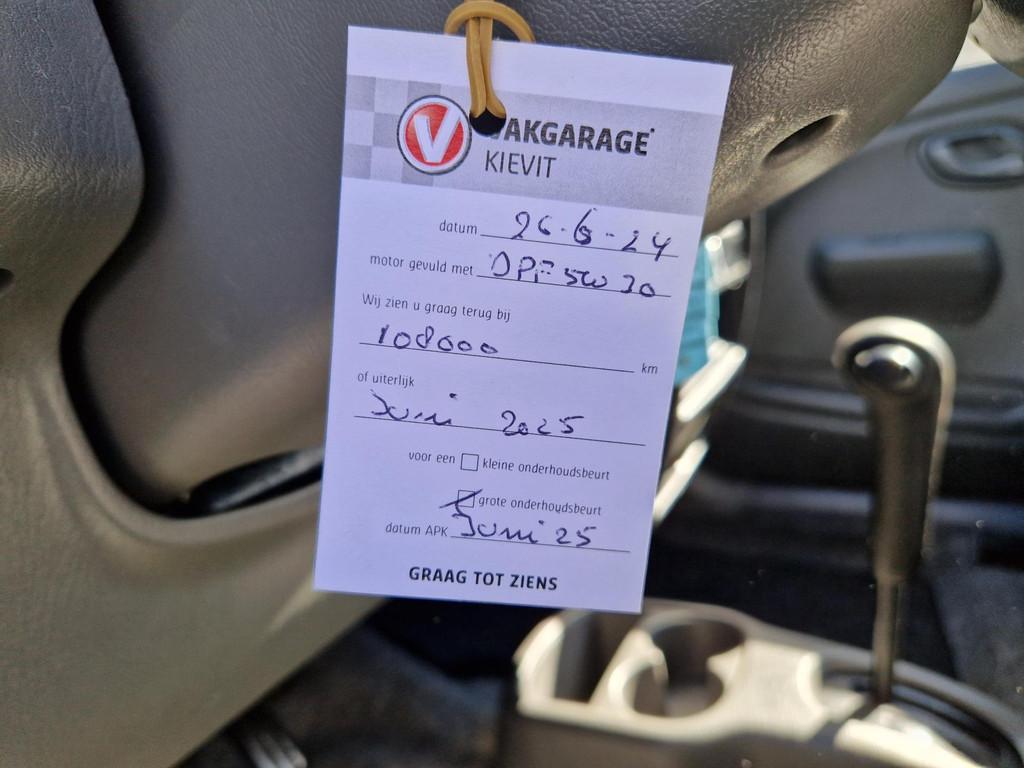 VAKGARAGE
KIEVIT
datum 26-6-24
motor gevuld met DPF 5W30
Wij zien u graag terug bij
108000 km
of uiterlijk
Juni 2025
voor een kleine onderhoudsbeurt
grote onderhoudsbeurt
datum APK Juni 25
GRAAG TOT ZIENS